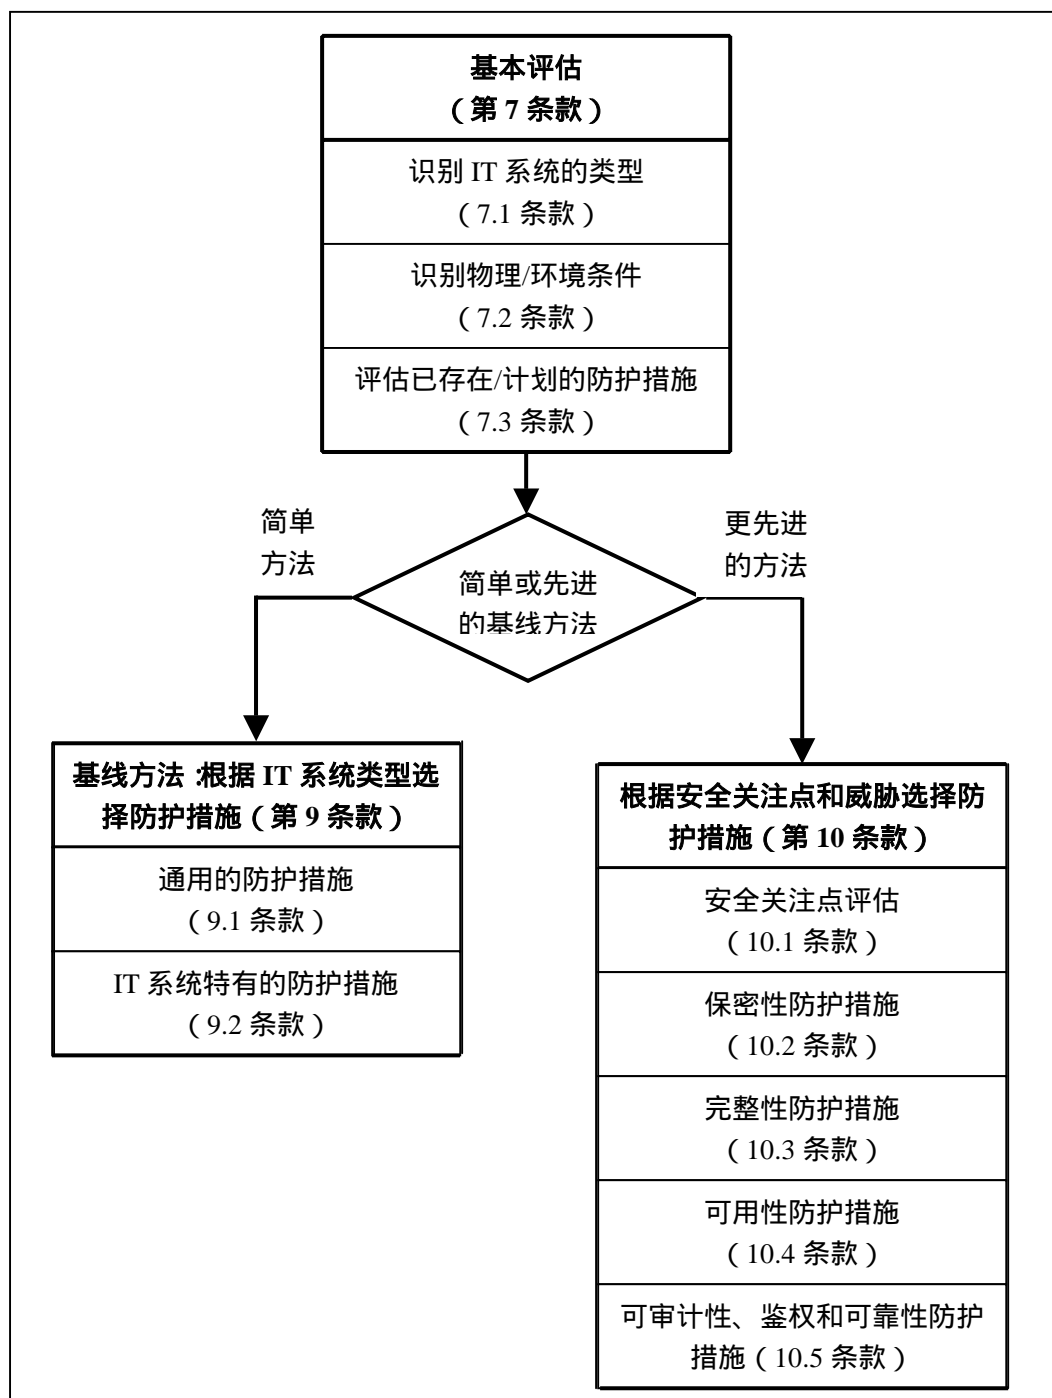 基本评估
（第 7 条款）
识别 IT 系统的类型
（7.1 条款）
识别物理/环境条件
（7.2 条款）
评估已存在/计划的防护措施
（7.3 条款）
简单
方法
更先进
的方法
简单或先进
的基线方法
基线方法：根据 IT 系统类型选
择防护措施（第 9 条款）
通用的防护措施
（9.1 条款）
IT 系统特有的防护措施
（9.2 条款）
根据安全关注点和威胁选择防
护措施（第 10 条款）
安全关注点评估
（10.1 条款）
保密性防护措施
（10.2 条款）
完整性防护措施
（10.3 条款）
可用性防护措施
（10.4 条款）
可审计性、鉴权和可靠性防护
措施（10.5 条款）